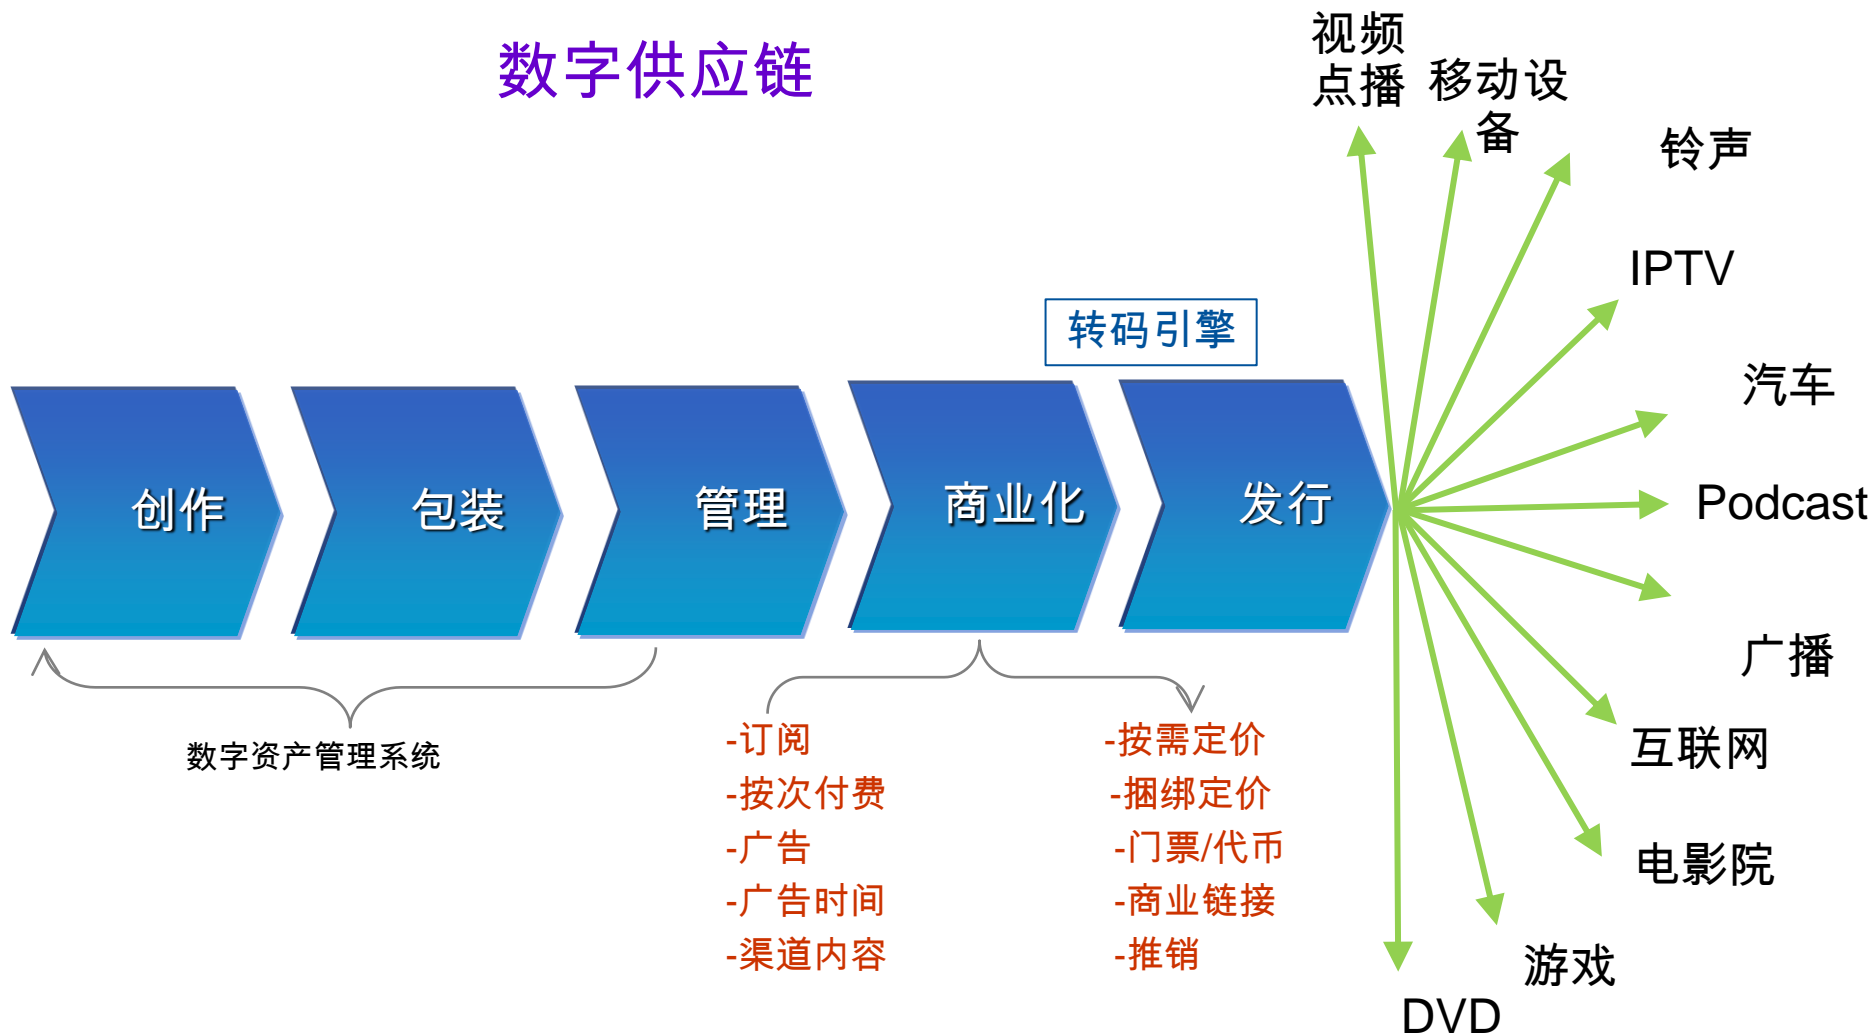 数字供应链
视频
点播
移动设
备
铃声
IPTV
汽车
Podcast
广播
互联网
电影院
游戏
DVD
转码引擎
创作
包装
管理
商业化
发行
数字资产管理系统
-订阅
-按次付费
-广告
-广告时间
-渠道内容
-按需定价
-捆绑定价
-门票/代币
-商业链接
-推销